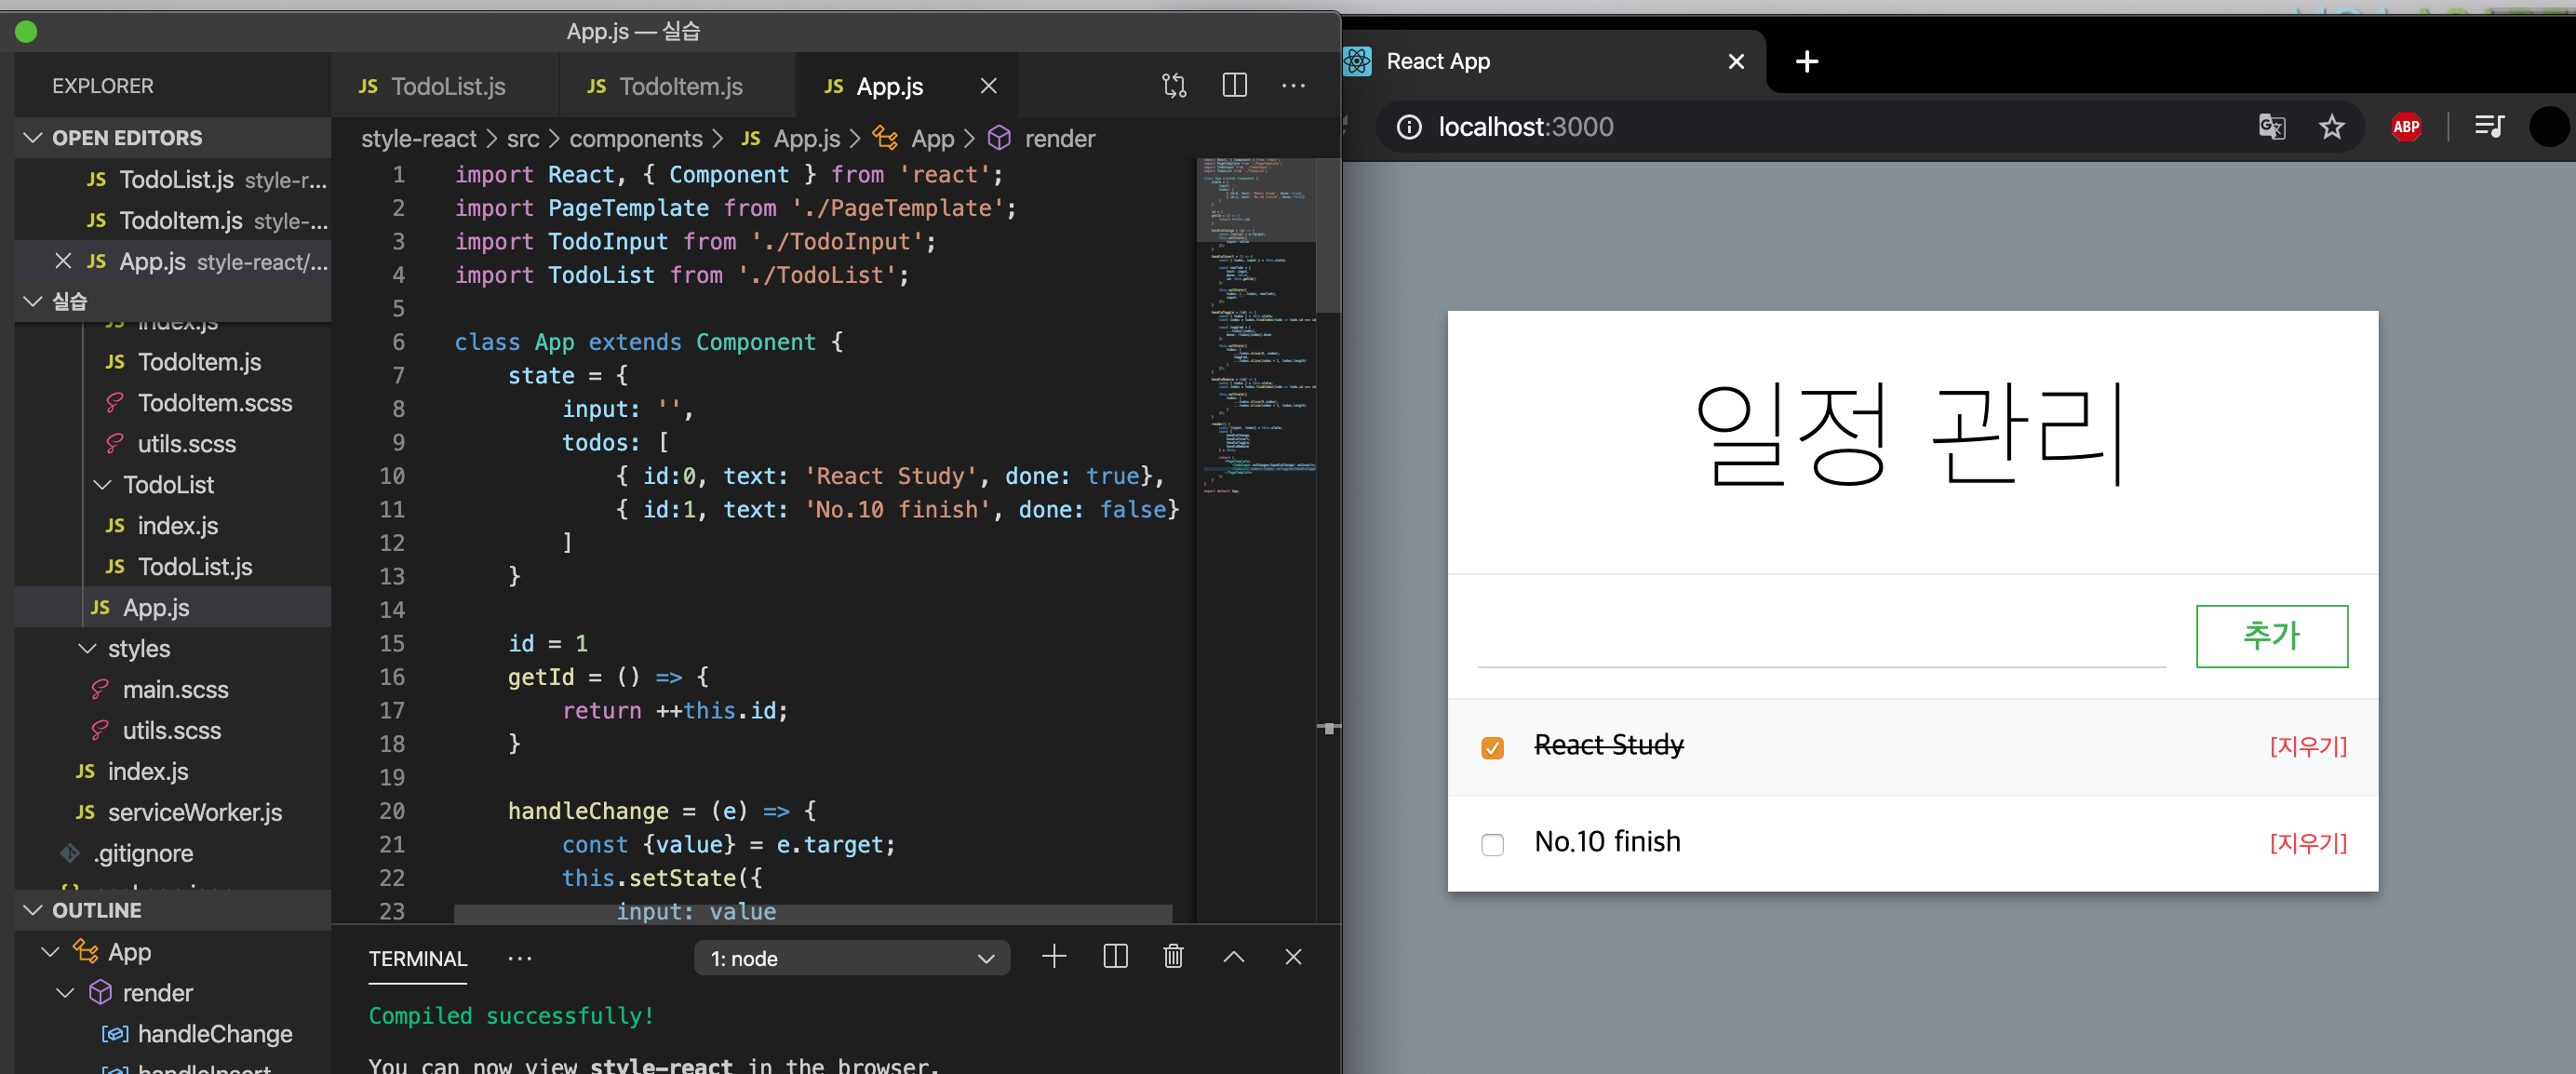 App.js — 실습
EXPLORER
OPEN EDITORS
JS TodoList.js style-r...
JS TodoItem.js style-...
JS App.js style-react/...
실습
JS index.js
JS TodoItem.js
TodoItem.scss
utils.scss
TodoList
JS index.js
JS TodoList.js
JS App.js
styles
main.scss
utils.scss
JS index.js
JS serviceWorker.js
.gitignore
OUTLINE
App
render
handleChange
handleInsert
JS TodoList.js
JS TodoItem.js
JS App.js
style-react > src > components > JS App.js > App > render
1 import React, { Component } from 'react';
2 import PageTemplate from './PageTemplate';
3 import TodoInput from './TodoInput';
4 import TodoList from './TodoList';
5
6 class App extends Component {
7 state = {
8 input: '',
9 todos: [
10 { id:0, text: 'React Study', done: true},
11 { id:1, text: 'No.10 finish', done: false}
12 ]
13 }
14
15 id = 1
16 getId = () => {
17 return ++this.id;
18 }
19
20 handleChange = (e) => {
21 const {value} = e.target;
22 this.setState({
23 input: value
TERMINAL
1: node
Compiled successfully!
You can now view style-react in the browser.
React App
localhost:3000
ABP
일정 관리
추가
React Study [지우기]
No.10 finish [지우기]